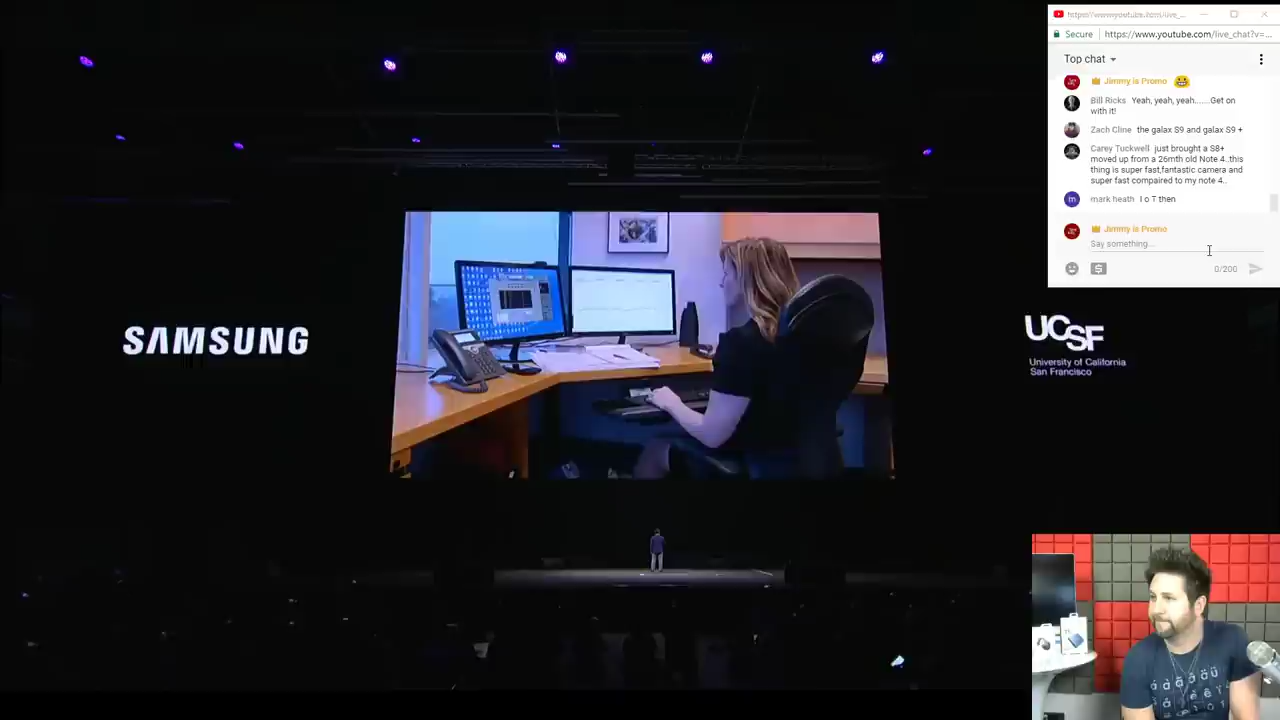 https://www.youtube.com/live_...
Secure
https://www.youtube.com/live_chat?v=...
Top chat
Jimmy is Promo
Bill Ricks Yeah, yeah, yeah......Get on
with it!
Zach Cline the galax S9 and galax S9 +
Carey Tuckwell just brought a S8+
moved up from a 26mth old Note 4..this
thing is super fast,fantastic camera and
super fast compaired to my note 4..
m
mark heath I o T then
Jimmy is Promo
Say something...
0/200
SAMSUNG
UCSF
University of California
San Francisco